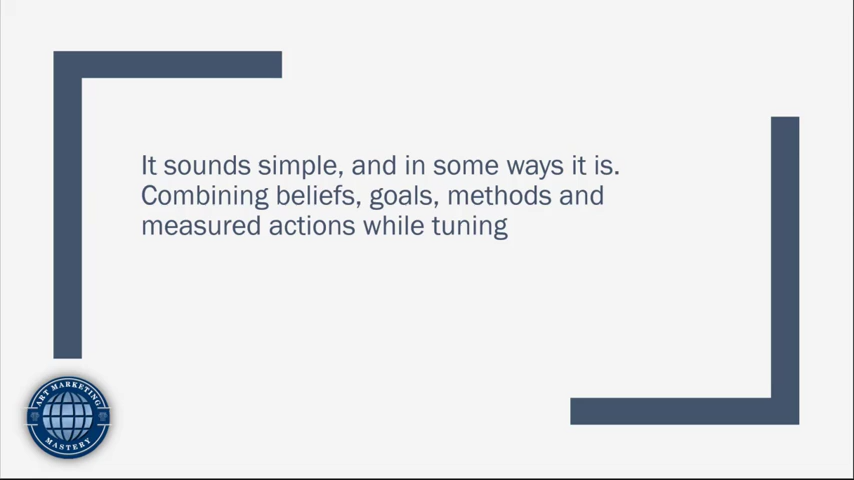 It sounds simple, and in some ways it is.
Combining beliefs, goals, methods and
measured actions while tuning
ART MARKETING
MASTERY